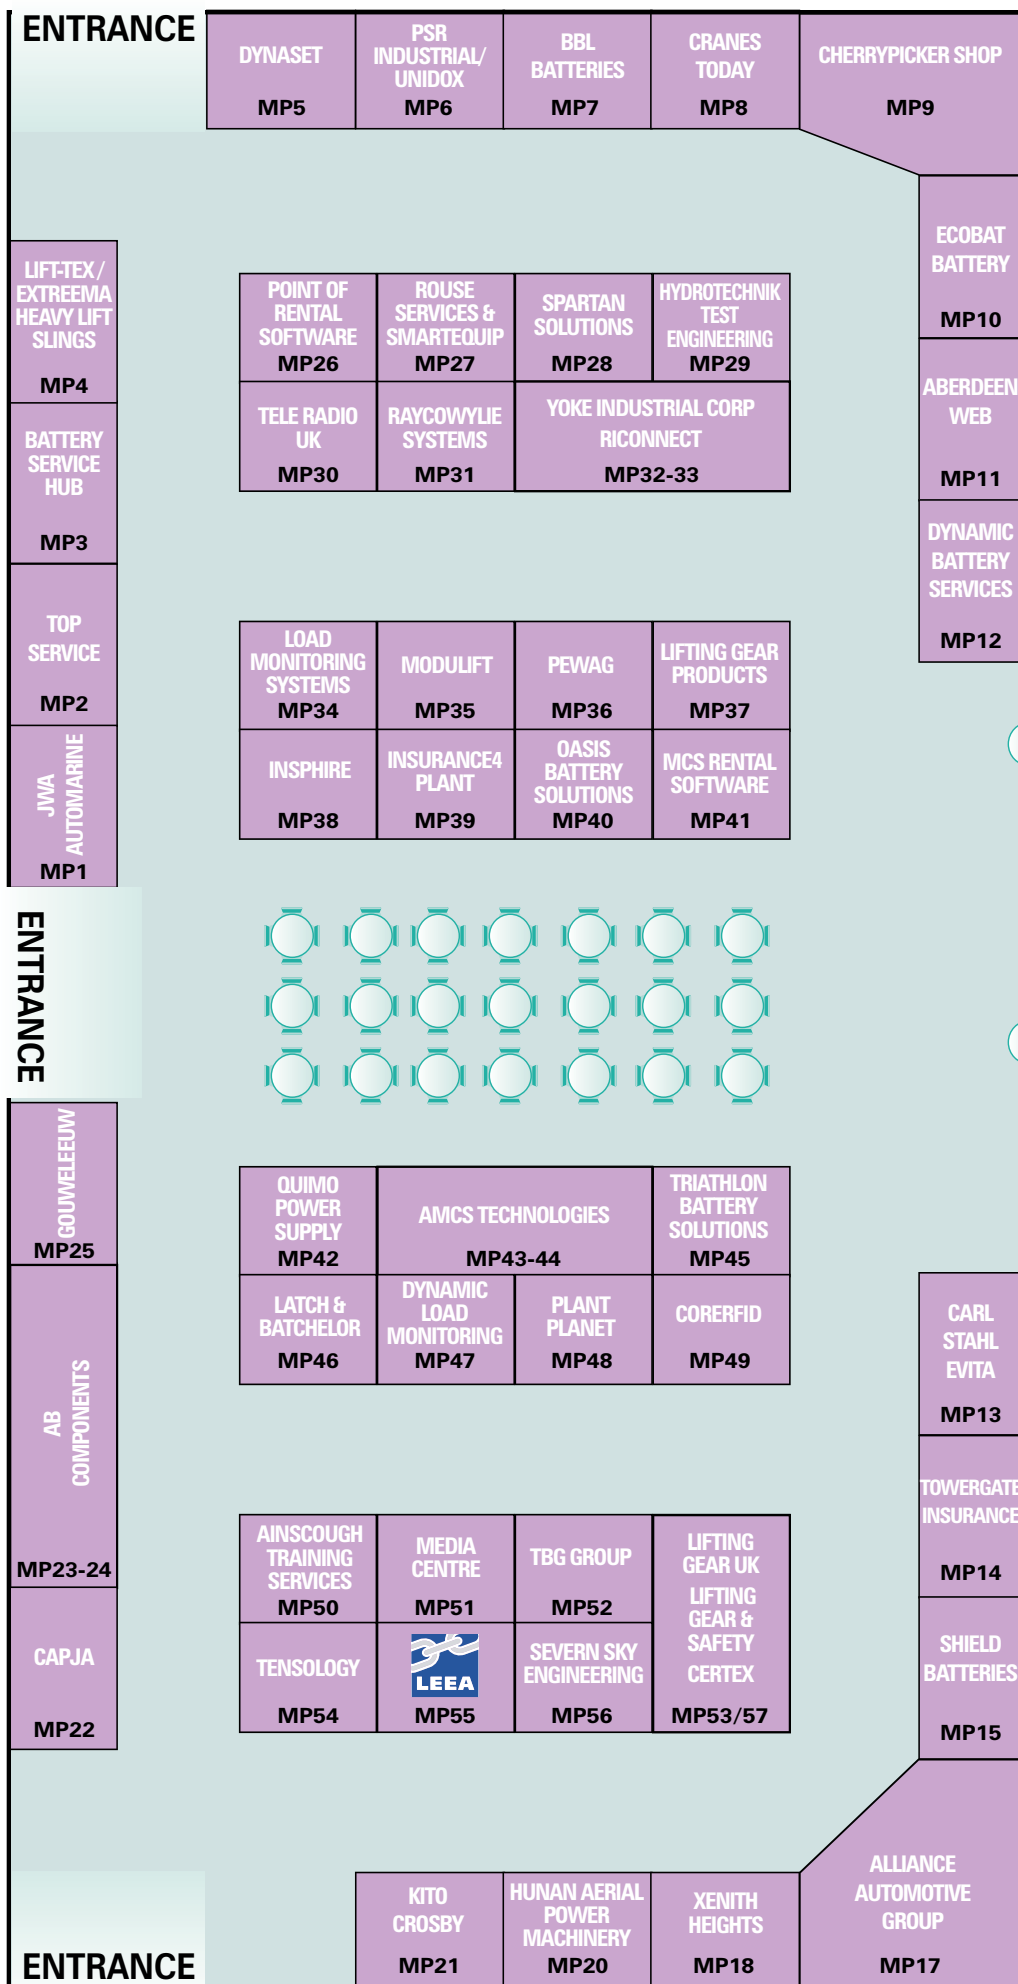 ENTRANCE
DYNASET
MP5
PSR
INDUSTRIAL/
UNIDOX
MP6
BBL
BATTERIES
MP7
CRANES
TODAY
MP8
CHERRYPICKER SHOP
MP9
LIFT-TEX /
EXTREEMA
HEAVY LIFT
SLINGS
MP4
BATTERY
SERVICE
HUB
MP3
TOP
SERVICE
MP2
JWA
AUTOMARINE
MP1
POINT OF
RENTAL
SOFTWARE
MP26
ROUSE
SERVICES &
SMARTEQUIP
MP27
SPARTAN
SOLUTIONS
MP28
HYDROTECHNIK
TEST
ENGINEERING
MP29
TELE RADIO
UK
MP30
RAYCOWYLIE
SYSTEMS
MP31
YOKE INDUSTRIAL CORP
RICONNECT
MP32-33
ECOBAT
BATTERY
MP10
ABERDEEN
WEB
MP11
DYNAMIC
BATTERY
SERVICES
MP12
LOAD
MONITORING
SYSTEMS
MP34
MODULIFT
MP35
PEWAG
MP36
LIFTING GEAR
PRODUCTS
MP37
INSPHIRE
MP38
INSURANCE4
PLANT
MP39
OASIS
BATTERY
SOLUTIONS
MP40
MCS RENTAL
SOFTWARE
MP41
ENTRANCE
GOUWELEEUW
MP25
AB
COMPONENTS
MP23-24
CAPJA
MP22
QUIMO
POWER
SUPPLY
MP42
AMCS TECHNOLOGIES
MP43-44
TRIATHLON
BATTERY
SOLUTIONS
MP45
LATCH &
BATCHELOR
MP46
DYNAMIC
LOAD
MONITORING
MP47
PLANT
PLANET
MP48
CORERFID
MP49
CARL
STAHL
EVITA
MP13
TOWERGATE
INSURANCE
MP14
SHIELD
BATTERIES
MP15
AINSCOUGH
TRAINING
SERVICES
MP50
MEDIA
CENTRE
MP51
TBG GROUP
MP52
LIFTING
GEAR UK
LIFTING
GEAR &
SAFETY
CERTEX
MP53/57
TENSOLOGY
MP54
LEEA
MP55
SEVERN SKY
ENGINEERING
MP56
ENTRANCE
KITO
CROSBY
MP21
HUNAN AERIAL
POWER
MACHINERY
MP20
XENITH
HEIGHTS
MP18
ALLIANCE
AUTOMOTIVE
GROUP
MP17